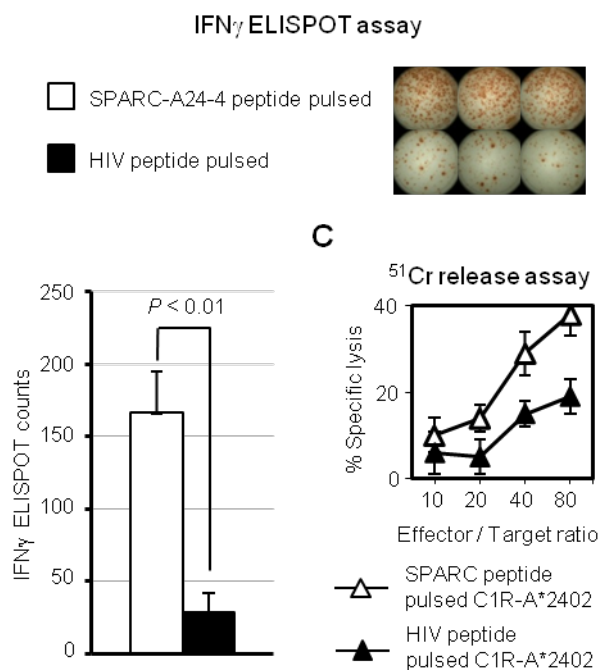 IFNγ ELISPOT assay
SPARC-A24-4 peptide pulsed
HIV peptide pulsed
C
250
200
150
100
50
0
IFNγ ELISPOT counts
P < 0.01
⁵¹Cr release assay
40
20
0
% Specific lysis
10 20 40 80
Effector / Target ratio
SPARC peptide
pulsed C1R-A*2402
HIV peptide
pulsed C1R-A*2402